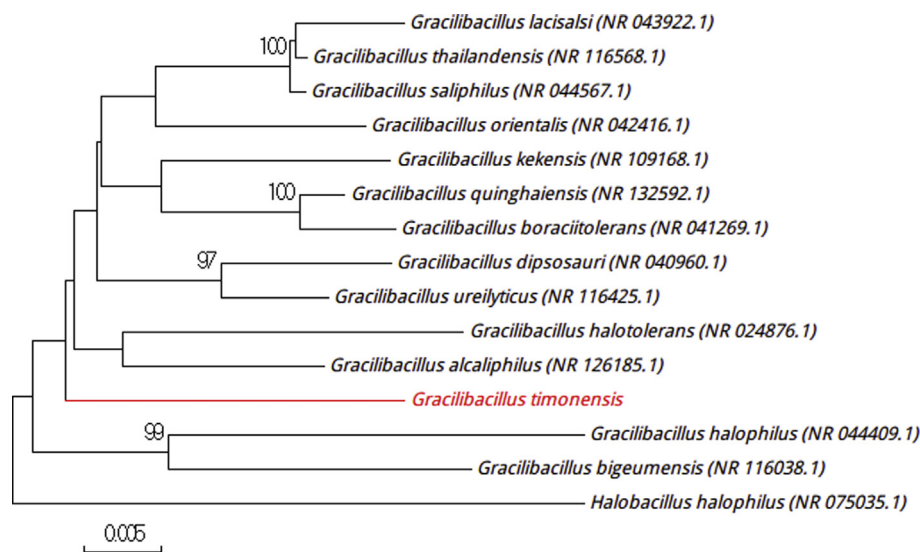 Gracilibacillus lacisalsi (NR 043922.1)
100
Gracilibacillus thailandensis (NR 116568.1)
Gracilibacillus saliphilus (NR 044567.1)
Gracilibacillus orientalis (NR 042416.1)
Gracilibacillus kekensis (NR 109168.1)
100
Gracilibacillus quinghaiensis (NR 132592.1)
Gracilibacillus boraciitolerans (NR 041269.1)
97
Gracilibacillus dipsosauri (NR 040960.1)
Gracilibacillus ureilyticus (NR 116425.1)
Gracilibacillus halotolerans (NR 024876.1)
Gracilibacillus alcaliphilus (NR 126185.1)
Gracilibacillus timonensis
99
Gracilibacillus halophilus (NR 044409.1)
Gracilibacillus bigeumensis (NR 116038.1)
Halobacillus halophilus (NR 075035.1)
0.005